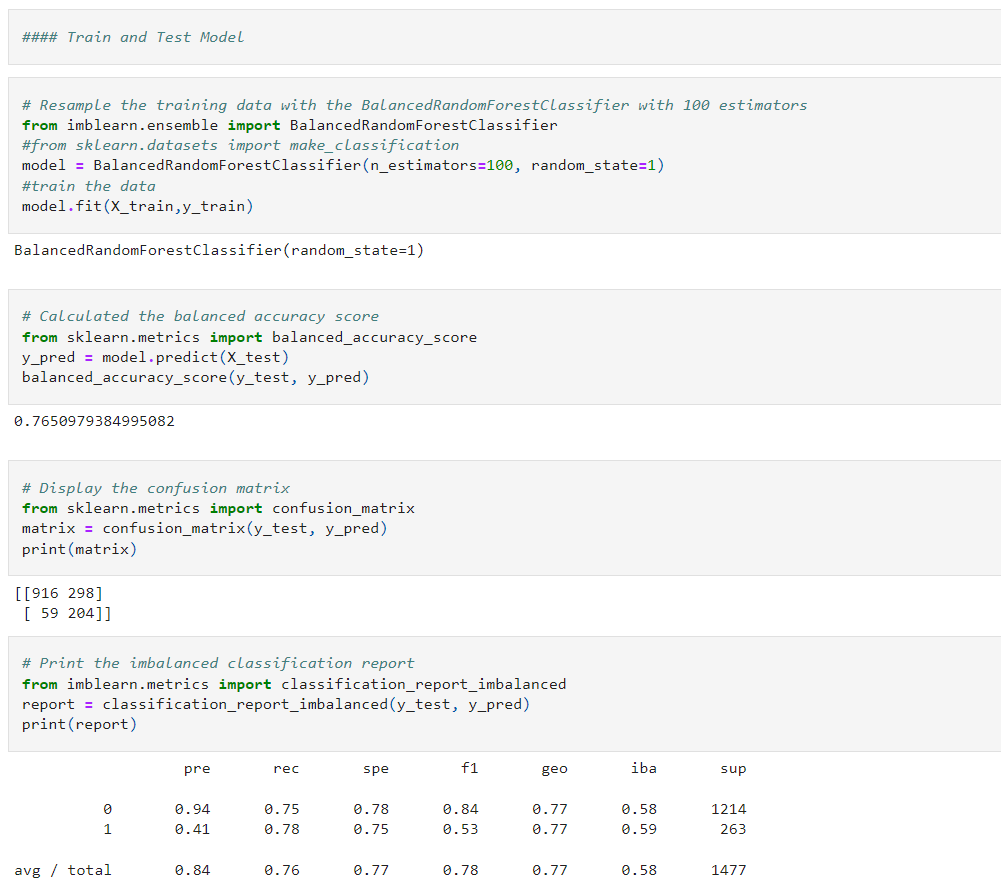 #### Train and Test Model
# Resample the training data with the BalancedRandomForestClassifier with 100 estimators
from imblearn.ensemble import BalancedRandomForestClassifier
#from sklearn.datasets import make_classification
model = BalancedRandomForestClassifier(n_estimators=100, random_state=1)
#train the data
model.fit(X_train,y_train)
BalancedRandomForestClassifier(random_state=1)
# Calculated the balanced accuracy score
from sklearn.metrics import balanced_accuracy_score
y_pred = model.predict(X_test)
balanced_accuracy_score(y_test, y_pred)
0.7650979384995082
# Display the confusion matrix
from sklearn.metrics import confusion_matrix
matrix = confusion_matrix(y_test, y_pred)
print(matrix)
[[916 298]
 [ 59 204]]
# Print the imbalanced classification report
from imblearn.metrics import classification_report_imbalanced
report = classification_report_imbalanced(y_test, y_pred)
print(report)
pre rec spe f1 geo iba sup
0 0.94 0.75 0.78 0.84 0.77 0.58 1214
1 0.41 0.78 0.75 0.53 0.77 0.59 263
avg / total 0.84 0.76 0.77 0.78 0.77 0.58 1477